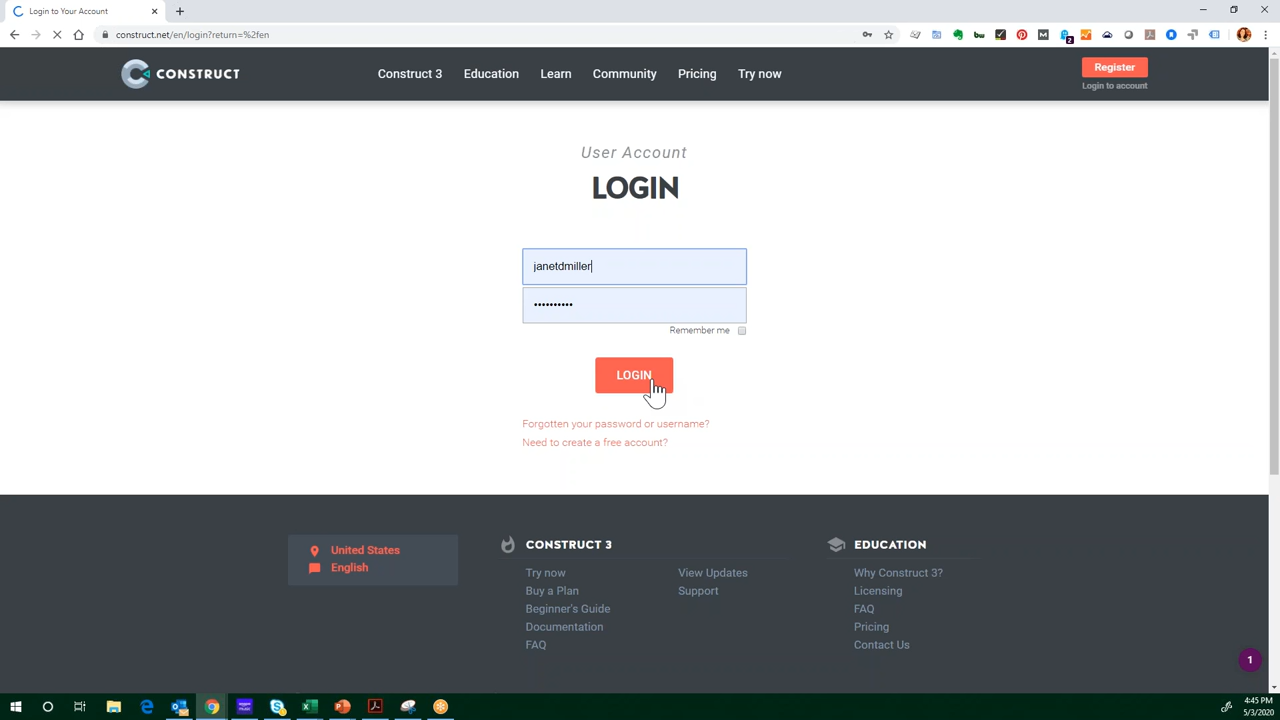 Login to Your Account
construct.net/en/login?return=%2fen
2
CONSTRUCT
Construct 3
Education
Learn
Community
Pricing
Try now
Register
Login to account
User Account
LOGIN
janetdmiller
••••••••••
Remember me
LOGIN
Forgotten your password or username?
Need to create a free account?
United States
English
CONSTRUCT 3
Try now
View Updates
Buy a Plan
Support
Beginner's Guide
Documentation
FAQ
EDUCATION
Why Construct 3?
Licensing
FAQ
Pricing
Contact Us
1
4:45 PM
5/3/2020